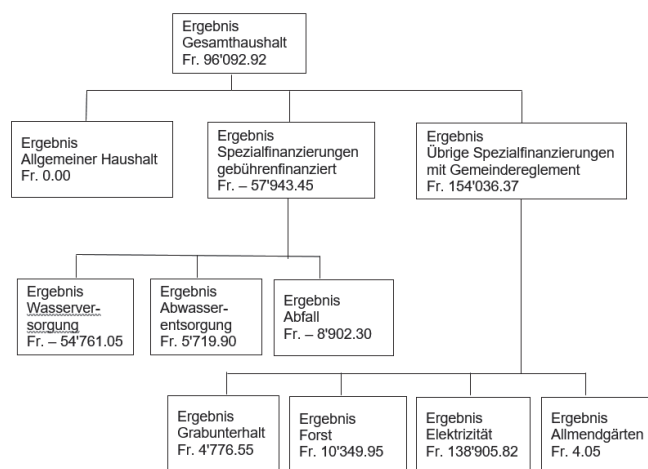 Ergebnis
Gesamthaushalt
Fr. 96'092.92
Ergebnis
Allgemeiner Haushalt
Fr. 0.00
Ergebnis
Spezialfinanzierungen
gebührenfinanziert
Fr. – 57'943.45
Ergebnis
Übrige Spezialfinanzierungen
mit Gemeindereglement
Fr. 154'036.37
Ergebnis
Wasserver-
sorgung
Fr. – 54'761.05
Ergebnis
Abwasser-
entsorgung
Fr. 5'719.90
Ergebnis
Abfall
Fr. – 8'902.30
Ergebnis
Grabunterhalt
Fr. 4'776.55
Ergebnis
Forst
Fr. 10'349.95
Ergebnis
Elektrizität
Fr. 138'905.82
Ergebnis
Allmendgärten
Fr. 4.05